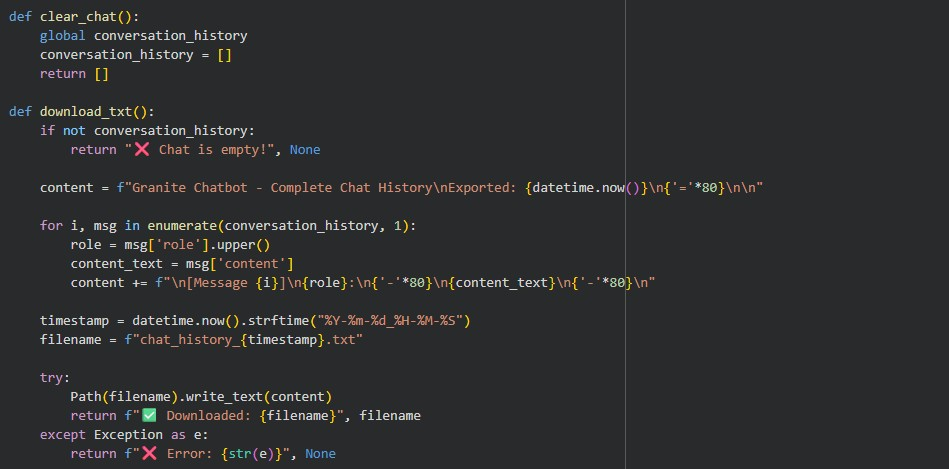 def clear_chat():
    global conversation_history
    conversation_history = []
    return []

def download_txt():
    if not conversation_history:
        return "❌ Chat is empty!", None

    content = f"Granite Chatbot - Complete Chat History\nExported: {datetime.now()}\n{'='*80}\n\n"

    for i, msg in enumerate(conversation_history, 1):
        role = msg['role'].upper()
        content_text = msg['content']
        content += f"\n[Message {i}]\n{role}:\n{'-'*80}\n{content_text}\n{'-'*80}\n"

    timestamp = datetime.now().strftime("%Y-%m-%d_%H-%M-%S")
    filename = f"chat_history_{timestamp}.txt"

    try:
        Path(filename).write_text(content)
        return f"✅ Downloaded: {filename}", filename
    except Exception as e:
        return f"❌ Error: {str(e)}", None